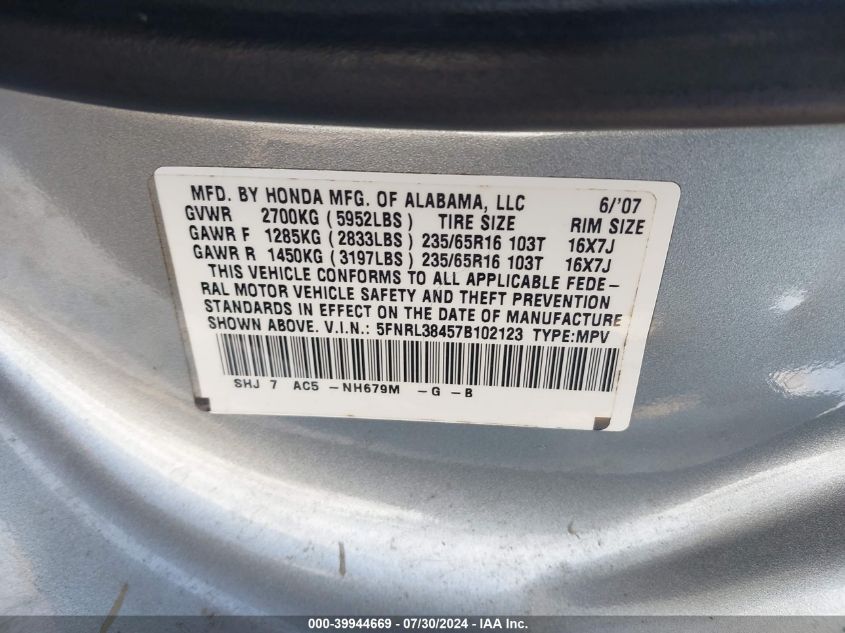 MFD. BY HONDA MFG. OF ALABAMA, LLC 6/'07
GVWR 2700KG (5952LBS) TIRE SIZE RIM SIZE
GAWR F 1285KG (2833LBS) 235/65R16 103T 16X7J
GAWR R 1450KG (3197LBS) 235/65R16 103T 16X7J
THIS VEHICLE CONFORMS TO ALL APPLICABLE FEDE-
RAL MOTOR VEHICLE SAFETY AND THEFT PREVENTION
STANDARDS IN EFFECT ON THE DATE OF MANUFACTURE
SHOWN ABOVE. V.I.N.: 5FNRL38457B102123 TYPE:MPV
SHJ 7 AC5 -NH679M -G -B
000-39944669 / 07/30/2024 - IAA Inc.